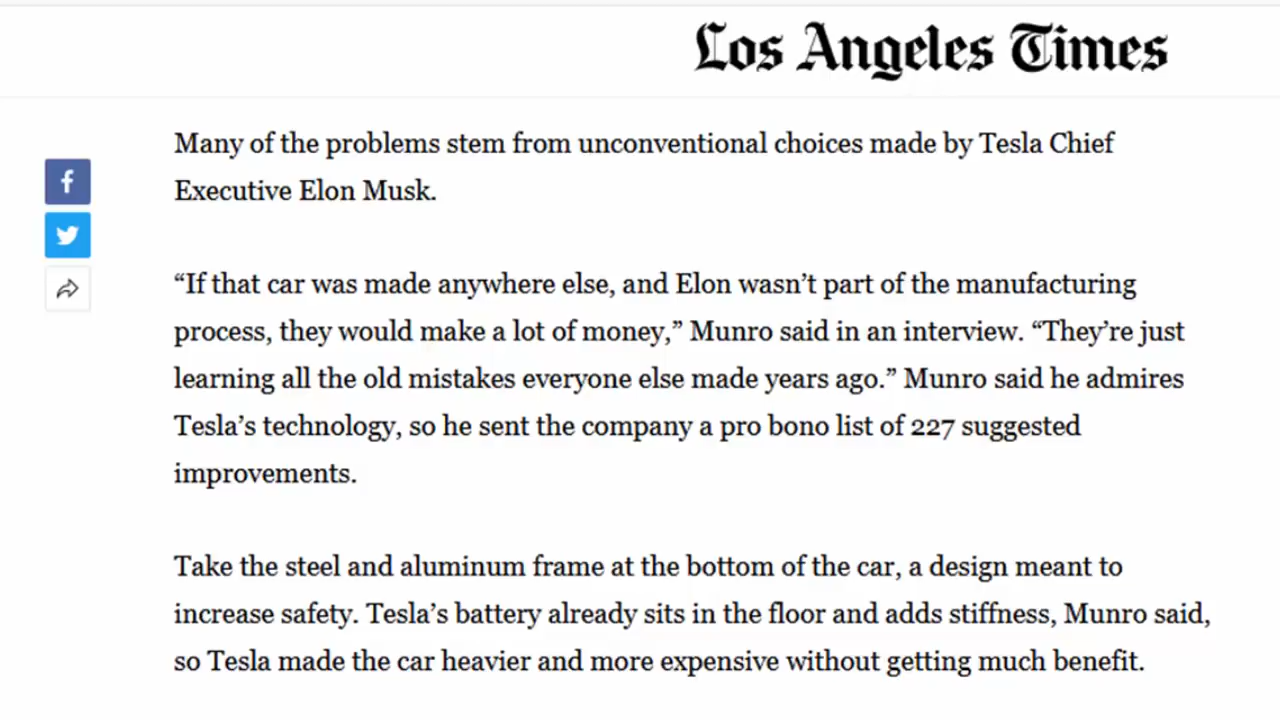 Los Angeles Times
Many of the problems stem from unconventional choices made by Tesla Chief
Executive Elon Musk.
“If that car was made anywhere else, and Elon wasn’t part of the manufacturing
process, they would make a lot of money,” Munro said in an interview. “They’re just
learning all the old mistakes everyone else made years ago.” Munro said he admires
Tesla’s technology, so he sent the company a pro bono list of 227 suggested
improvements.
Take the steel and aluminum frame at the bottom of the car, a design meant to
increase safety. Tesla’s battery already sits in the floor and adds stiffness, Munro said,
so Tesla made the car heavier and more expensive without getting much benefit.